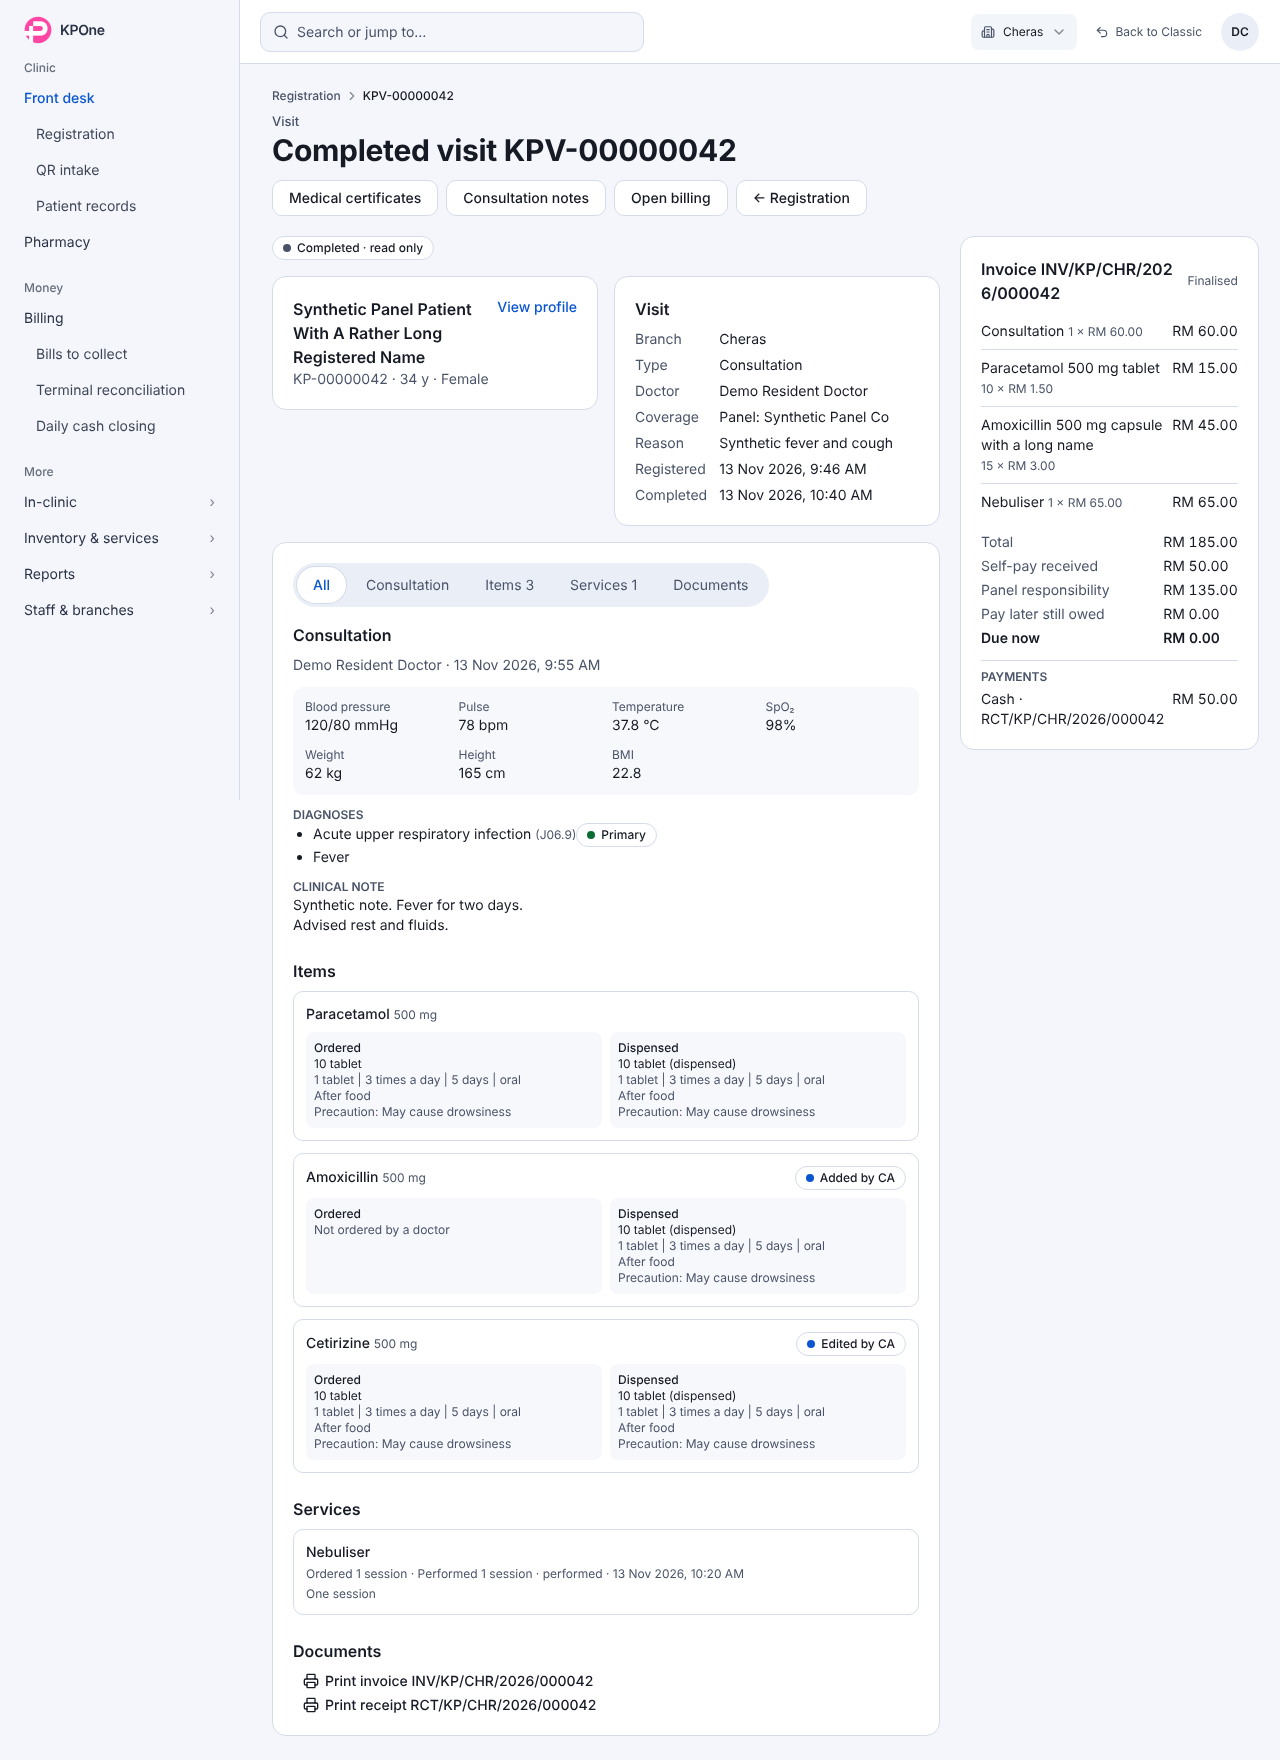 KPOne
Clinic
Front desk
Registration
QR intake
Patient records
Pharmacy
Money
Billing
Bills to collect
Terminal reconciliation
Daily cash closing
More
In-clinic
Inventory & services
Reports
Staff & branches
Search or jump to...
Cheras
Back to Classic
DC
Registration > KPV-00000042
Visit
Completed visit KPV-00000042
Medical certificates
Consultation notes
Open billing
← Registration
Completed · read only
Synthetic Panel Patient
With A Rather Long
Registered Name
View profile
KP-00000042 · 34 y · Female
Visit
Branch Cheras
Type Consultation
Doctor Demo Resident Doctor
Coverage Panel: Synthetic Panel Co
Reason Synthetic fever and cough
Registered 13 Nov 2026, 9:46 AM
Completed 13 Nov 2026, 10:40 AM
Invoice INV/KP/CHR/202
6/000042
Finalised
Consultation 1 × RM 60.00 RM 60.00
Paracetamol 500 mg tablet RM 15.00
10 × RM 1.50
Amoxicillin 500 mg capsule RM 45.00
with a long name
15 × RM 3.00
Nebuliser 1 × RM 65.00 RM 65.00
Total RM 185.00
Self-pay received RM 50.00
Panel responsibility RM 135.00
Pay later still owed RM 0.00
Due now RM 0.00
PAYMENTS
Cash · RM 50.00
RCT/KP/CHR/2026/000042
All Consultation Items 3 Services 1 Documents
Consultation
Demo Resident Doctor · 13 Nov 2026, 9:55 AM
Blood pressure Pulse Temperature SpO₂
120/80 mmHg 78 bpm 37.8 °C 98%
Weight Height BMI
62 kg 165 cm 22.8
DIAGNOSES
• Acute upper respiratory infection (J06.9) Primary
• Fever
CLINICAL NOTE
Synthetic note. Fever for two days.
Advised rest and fluids.
Items
Paracetamol 500 mg
Ordered
10 tablet
1 tablet | 3 times a day | 5 days | oral
After food
Precaution: May cause drowsiness
Dispensed
10 tablet (dispensed)
1 tablet | 3 times a day | 5 days | oral
After food
Precaution: May cause drowsiness
Amoxicillin 500 mg
Added by CA
Ordered
Not ordered by a doctor
Dispensed
10 tablet (dispensed)
1 tablet | 3 times a day | 5 days | oral
After food
Precaution: May cause drowsiness
Cetirizine 500 mg
Edited by CA
Ordered
10 tablet
1 tablet | 3 times a day | 5 days | oral
After food
Precaution: May cause drowsiness
Dispensed
10 tablet (dispensed)
1 tablet | 3 times a day | 5 days | oral
After food
Precaution: May cause drowsiness
Services
Nebuliser
Ordered 1 session · Performed 1 session · performed · 13 Nov 2026, 10:20 AM
One session
Documents
Print invoice INV/KP/CHR/2026/000042
Print receipt RCT/KP/CHR/2026/000042